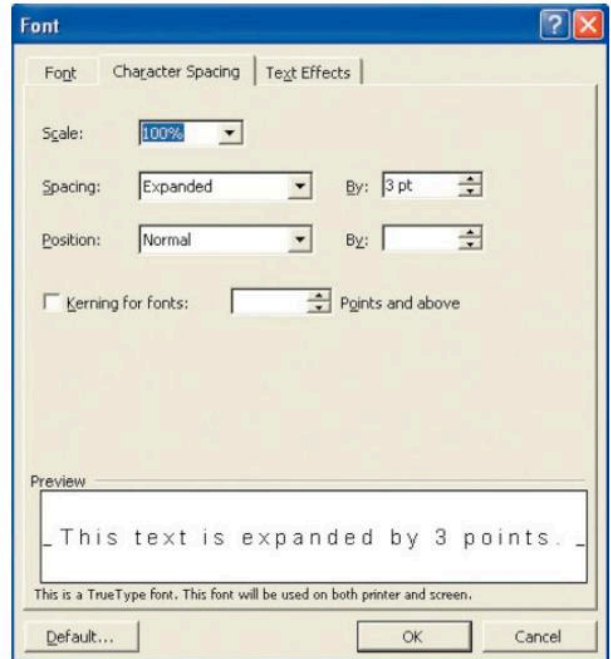 Font
Font Character Spacing Text Effects
Scale: 100%
Spacing: Expanded By: 3 pt
Position: Normal By:
Kerning for fonts: Points and above
Preview
This text is expanded by 3 points.
This is a TrueType font. This font will be used on both printer and screen.
Default... OK Cancel